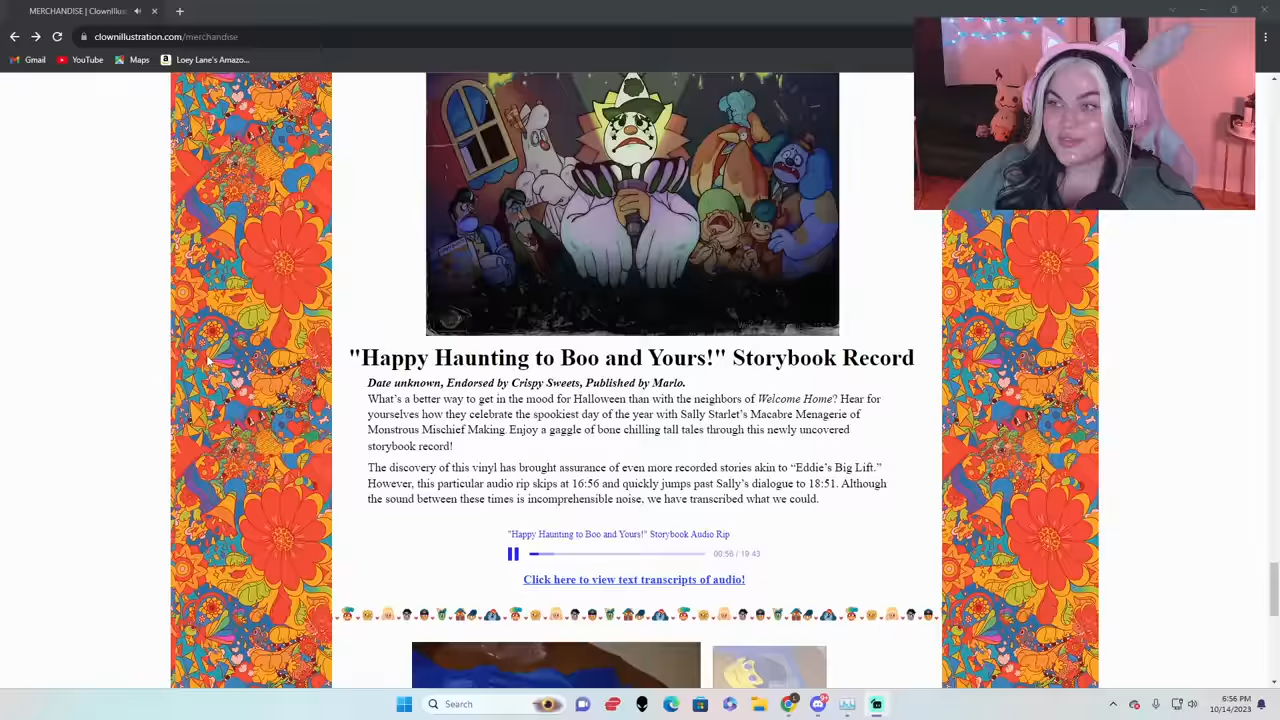 MERCHANDISE | Clownillus
clownillustration.com/merchandise
Gmail
YouTube
Maps
Loey Lane's Amazo...
"Happy Haunting to Boo and Yours!" Storybook Record
Date unknown, Endorsed by Crispy Sweets, Published by Marlo.
What's a better way to get in the mood for Halloween than with the neighbors of Welcome Home? Hear for
yourselves how they celebrate the spookiest day of the year with Sally Starlet's Macabre Menagerie of
Monstrous Mischief Making. Enjoy a gaggle of bone chilling tall tales through this newly uncovered
storybook record!
The discovery of this vinyl has brought assurance of even more recorded stories akin to “Eddie's Big Lift.”
However, this particular audio rip skips at 16:56 and quickly jumps past Sally's dialogue to 18:51. Although
the sound between these times is incomprehensible noise, we have transcribed what we could.
"Happy Haunting to Boo and Yours!" Storybook Audio Rip
00:56 / 19:43
Click here to view text transcripts of audio!
Search
6:56 PM
10/14/2023